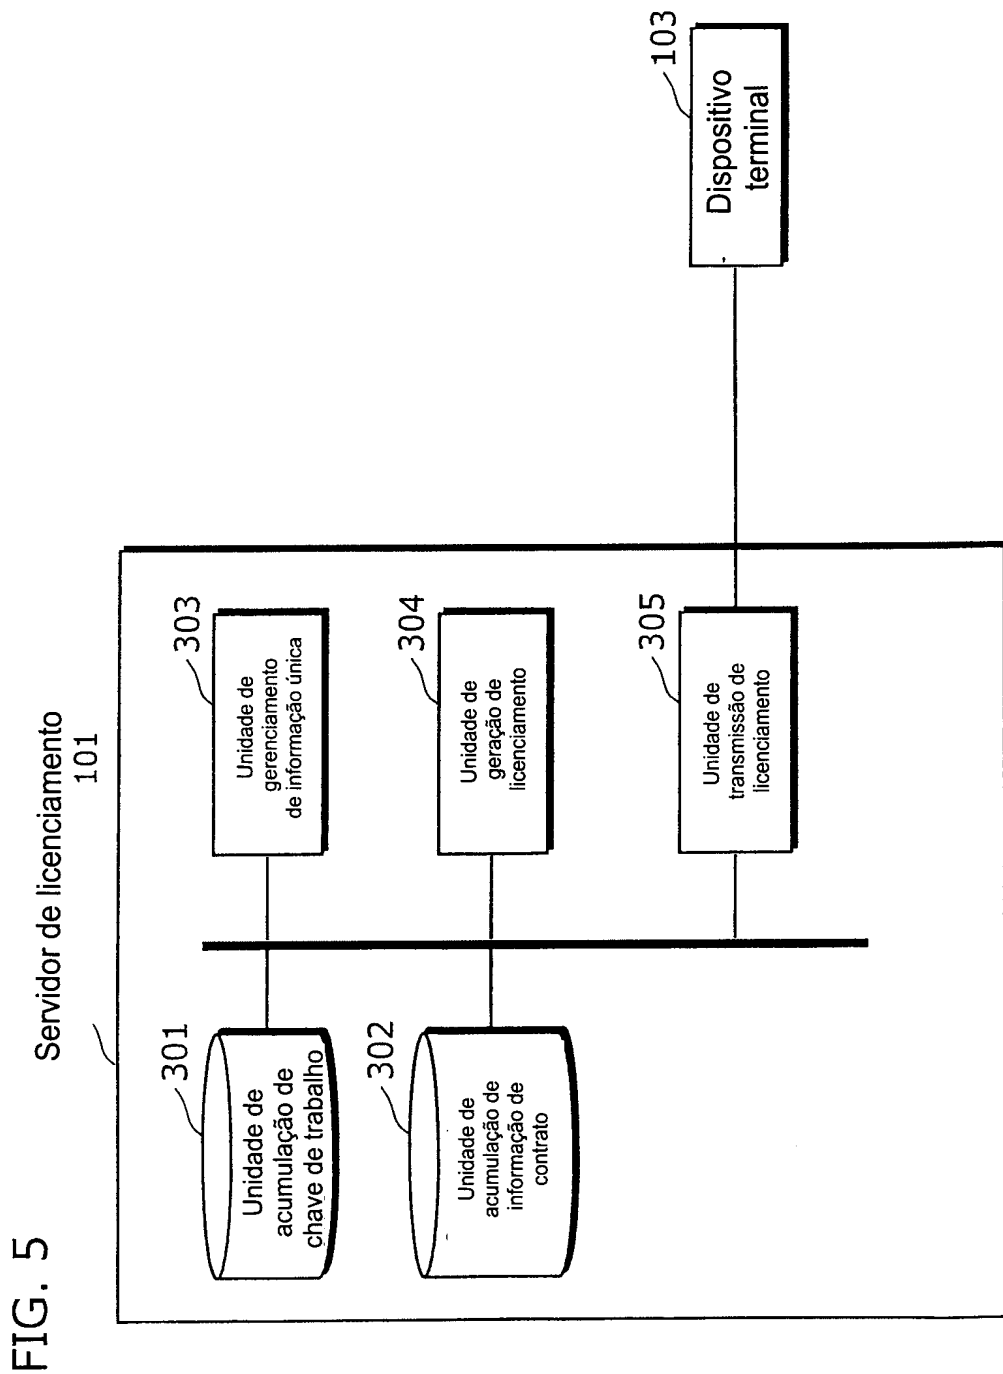 FIG. 5
Servidor de licenciamento
101
301
Unidade de
acumulação de
chave de trabalho
302
Unidade de
acumulação de
informação de
contrato
303
Unidade de
gerenciamento
de informação única
304
Unidade de
geração de
licenciamento
305
Unidade de
transmissão de
licenciamento
103
Dispositivo
terminal